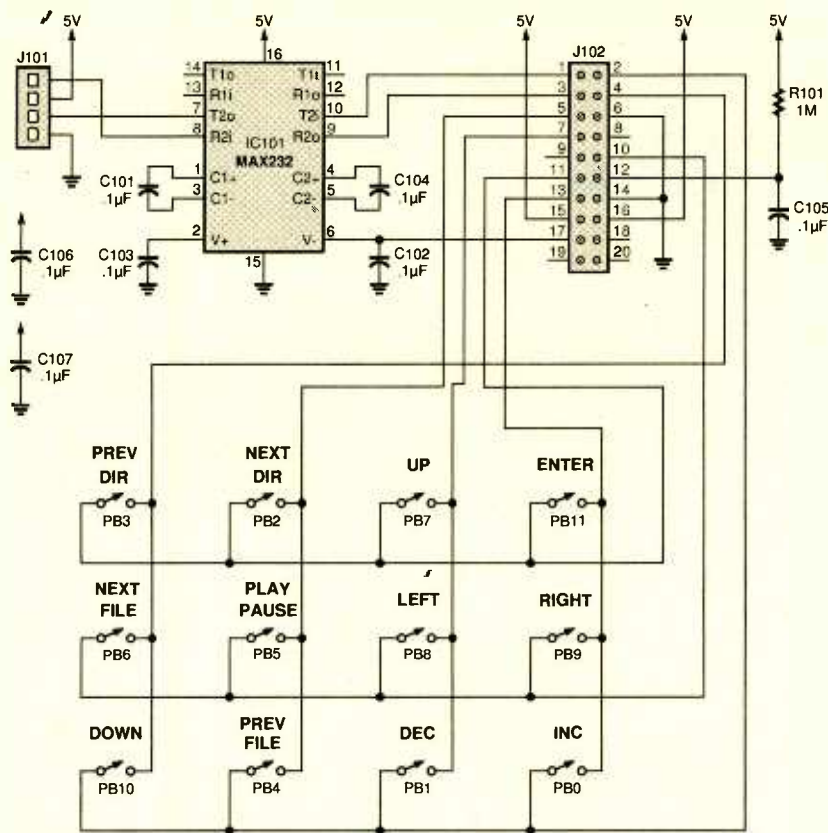 5V
5V
5V
5V
5V
J101
16
J102
14 T1o T1i 11
13 R1i R1o 12
7 T2o T2i 10
8 R2i R2o 9
IC101
MAX232
1 C1+ C2+ 4
3 C1- C2- 5
2 V+ V- 6
15
C101
.1µF
C104
.1µF
C103
.1µF
C102
.1µF
C106
.1µF
C107
.1µF
1 2
3 4
5 6
7 8
9 10
11 12
13 14
15 16
17 18
19 20
R101
1M
C105
.1µF
PREV
DIR
PB3
NEXT
DIR
PB2
UP
PB7
ENTER
PB11
NEXT
FILE
PB6
PLAY
PAUSE
PB5
LEFT
PB8
RIGHT
PB9
DOWN
PB10
PREV
FILE
PB4
DEC
PB1
INC
PB0